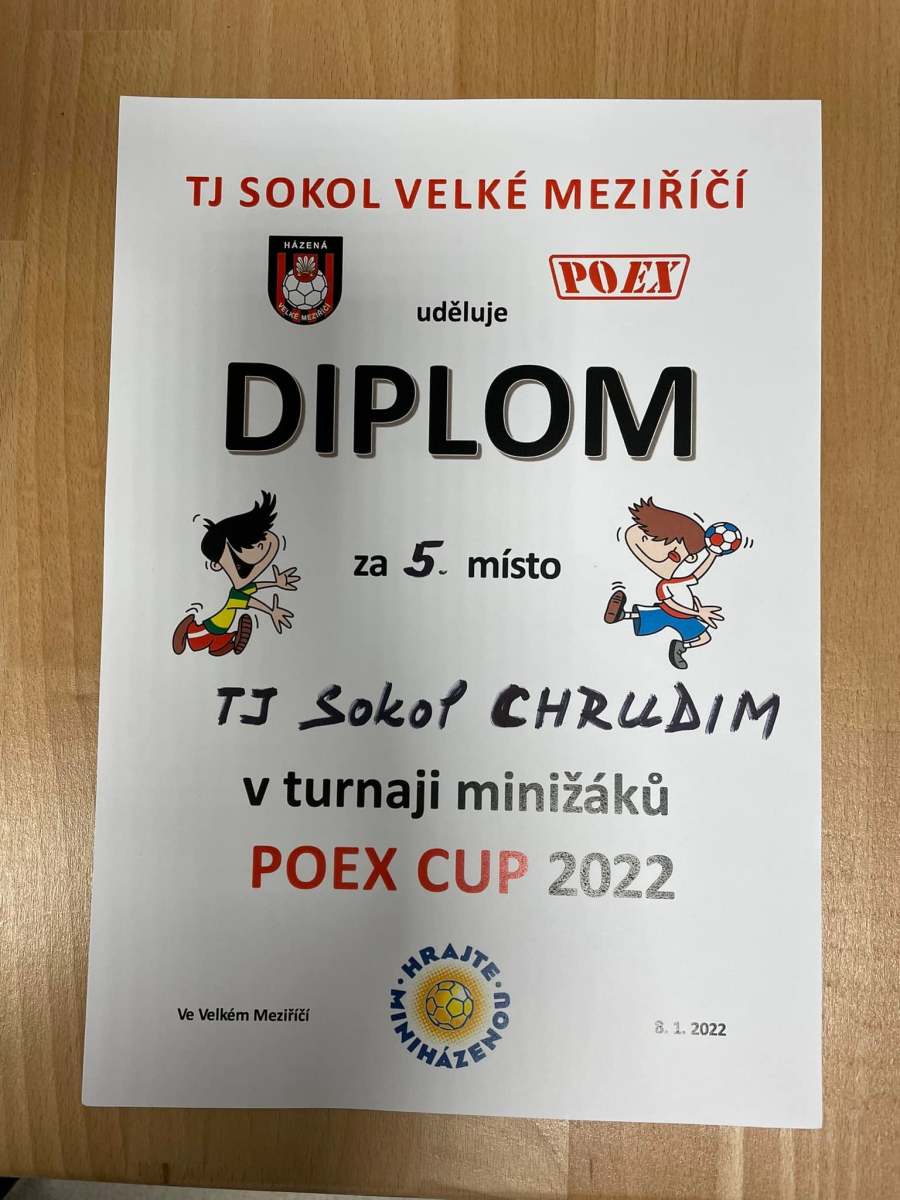 TJ SOKOL VELKÉ MEZIŘÍČÍ
HÁZENÁ
VELKÉ MEZIŘÍČÍ
POEX
uděluje
DIPLOM
za 5. místo
TJ Sokol CHRUDIM
v turnaji minižáků
POEX CUP 2022
HRAJTE
MINIHÁZENOU
Ve Velkém Meziříčí
8. 1. 2022